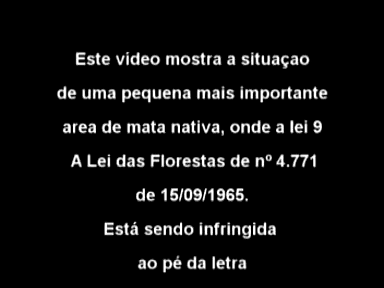 Este video mostra a situaçao
de uma pequena mais importante
area de mata nativa, onde a lei 9
A Lei das Florestas de nº 4.771
de 15/09/1965.
Está sendo infringida
ao pé da letra